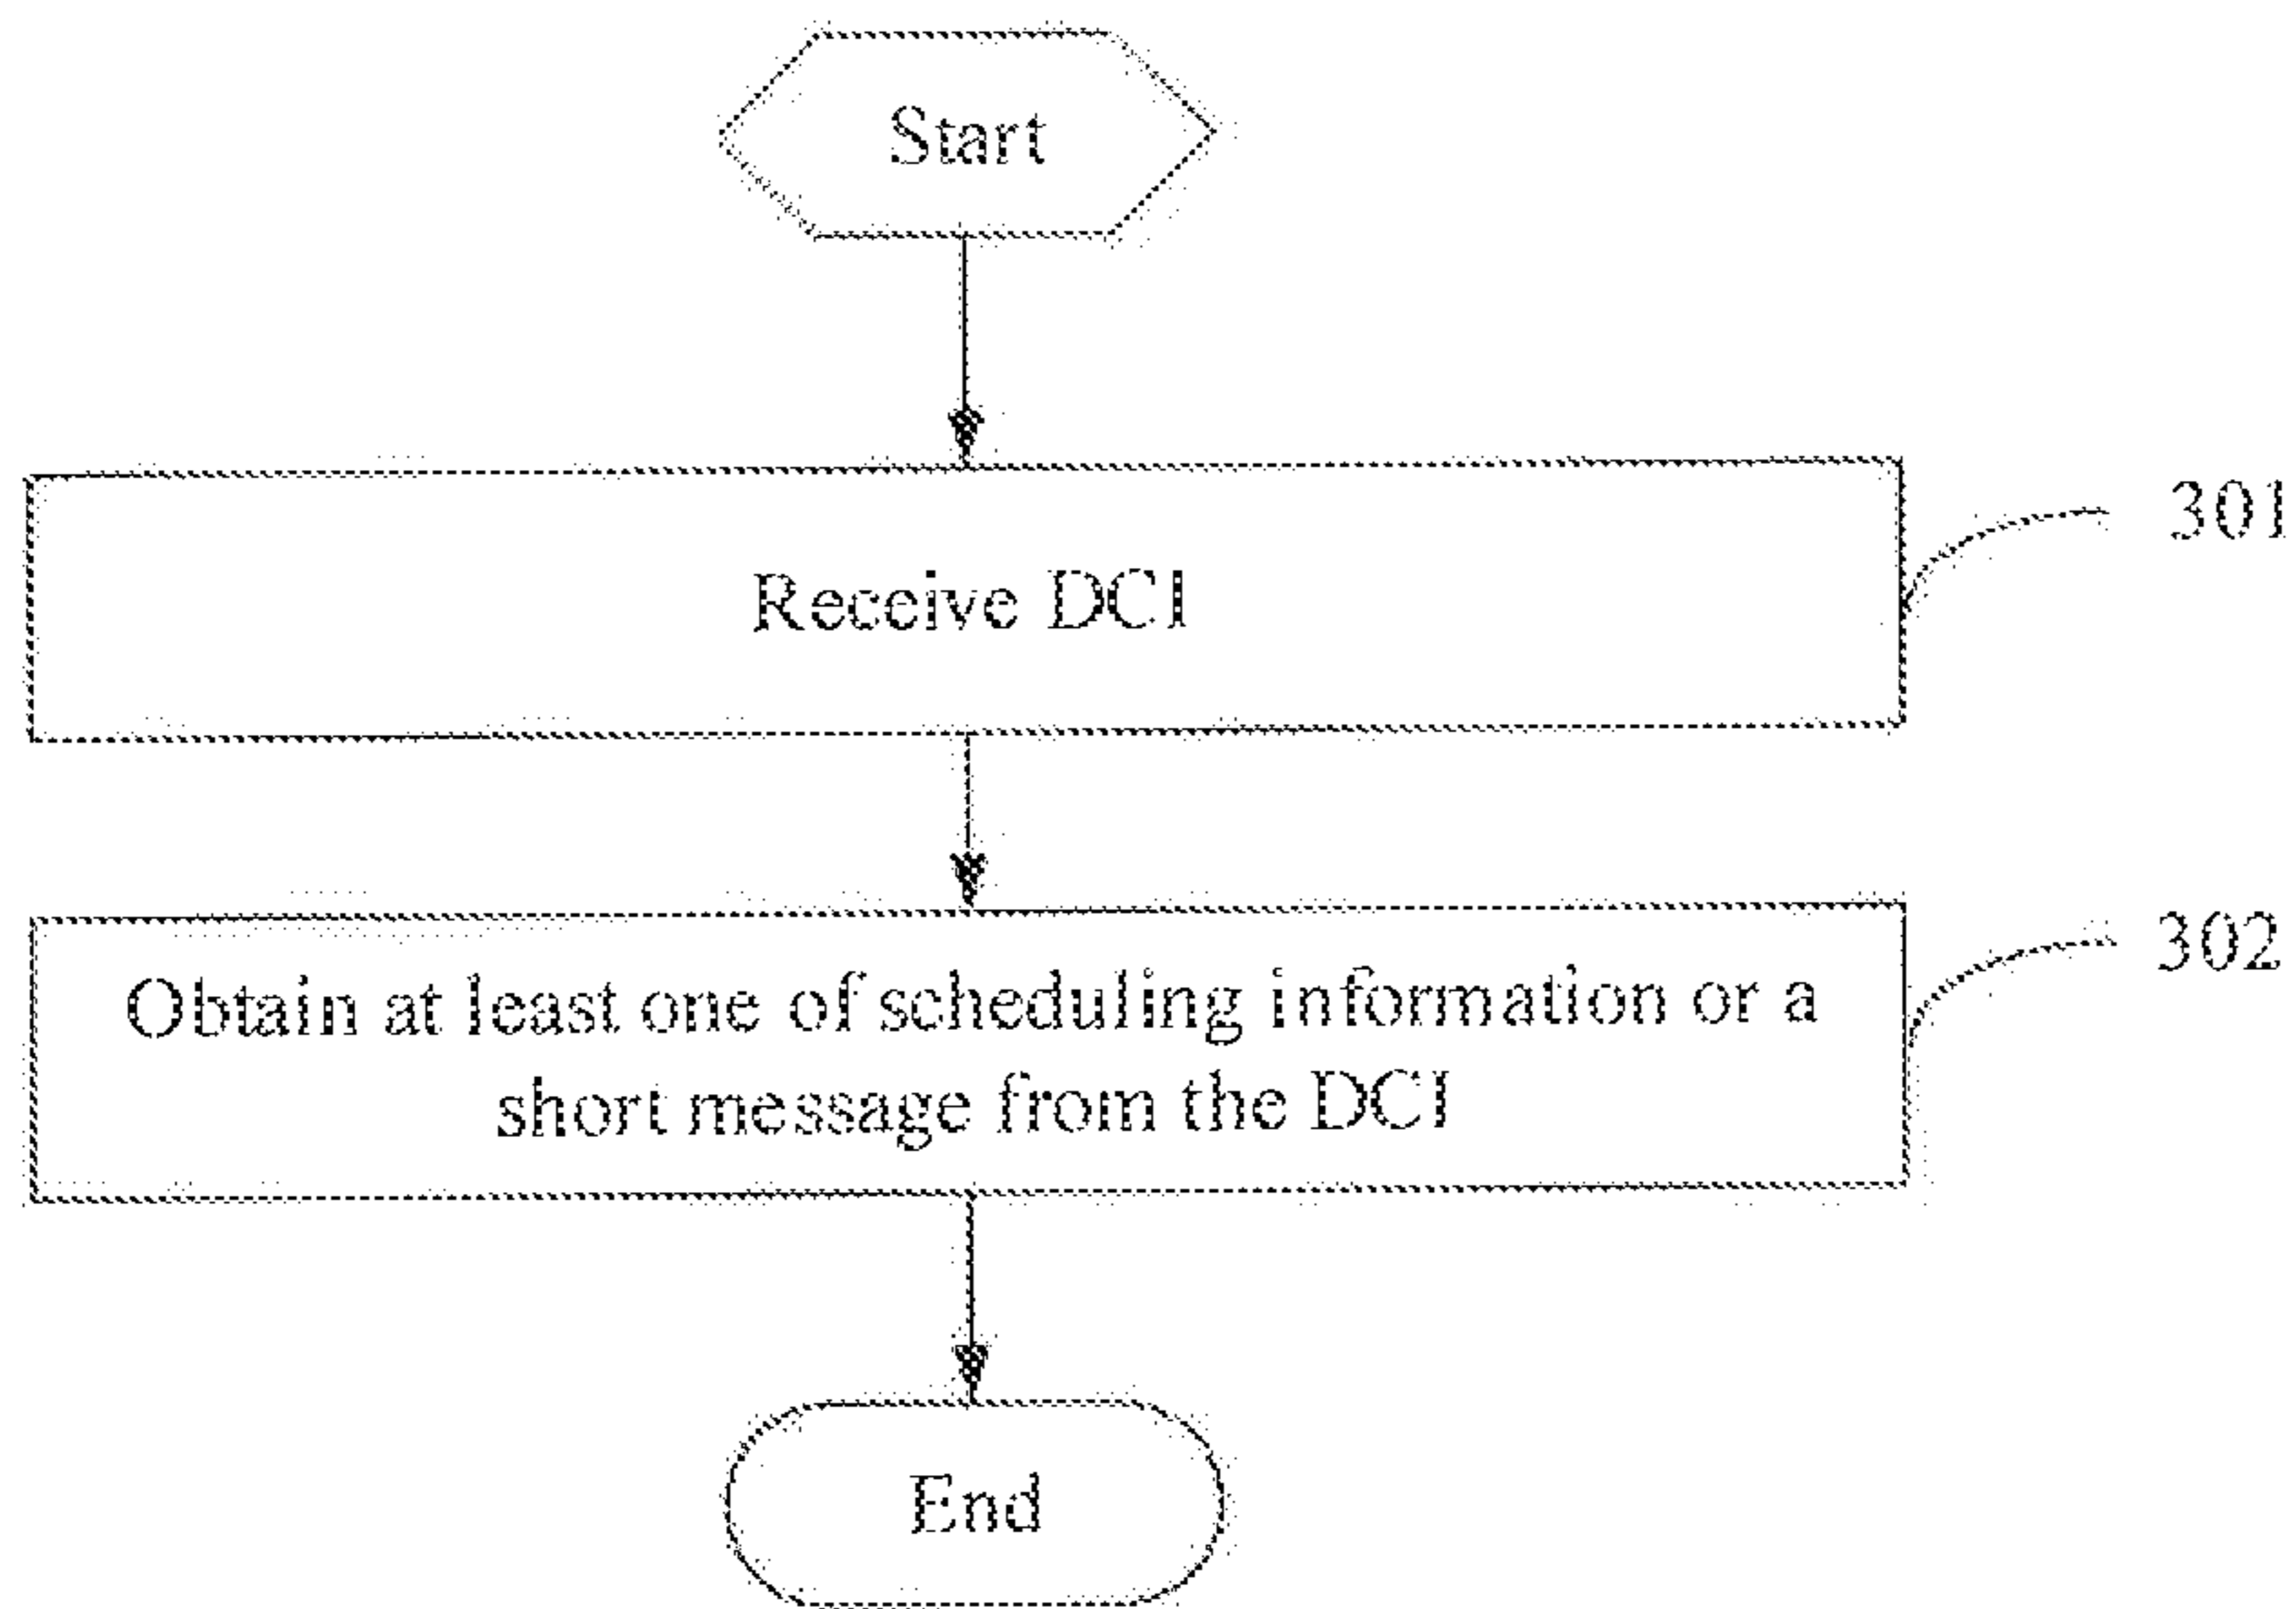 Start
Receive DCI
301
Obtain at least one of scheduling information or a
short message from the DCI
302
End